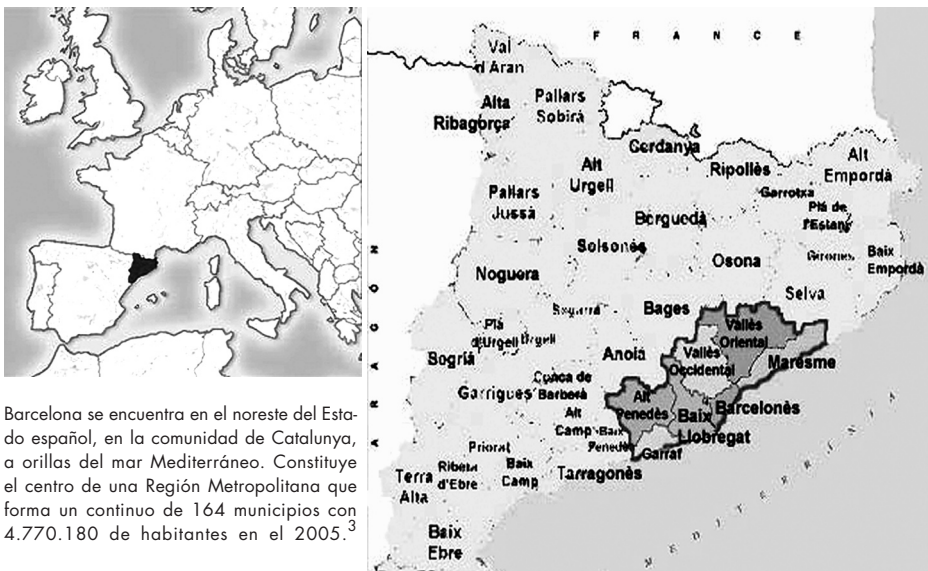 F R A N C E
Val
d'Aran
Alta
Ribagorça
Pallars
Sobirà
Cerdanya
Ripollès
Alt
Empordà
Alt
Urgell
Garrotxa
Pla de
l'Estany
Pallars
Jussà
Berguedà
Solsonès
Osona
Gironès
Baix
Empordà
Noguera
Selva
Segarra
Bages
Pla
d'Urgell
Urgell
Vallès
Oriental
Vallès
Occidental
Segrià
Anoia
Maresme
Garrigues
Conca de
Barberà
Alt
Penedès
Baix
Llobregat
Barcelonès
Alt
Camp
Baix
Penedès
Garraf
Priorat
Terra
Alta
Ribera
d'Ebre
Baix
Camp
Tarragonès
Baix
Ebre
A R A G O N
M E D I T E R R À N I A
Barcelona se encuentra en el noreste del Esta-
do español, en la comunidad de Catalunya,
a orillas del mar Mediterráneo. Constituye
el centro de una Región Metropolitana que
forma un continuo de 164 municipios con
4.770.180 de habitantes en el 2005.³